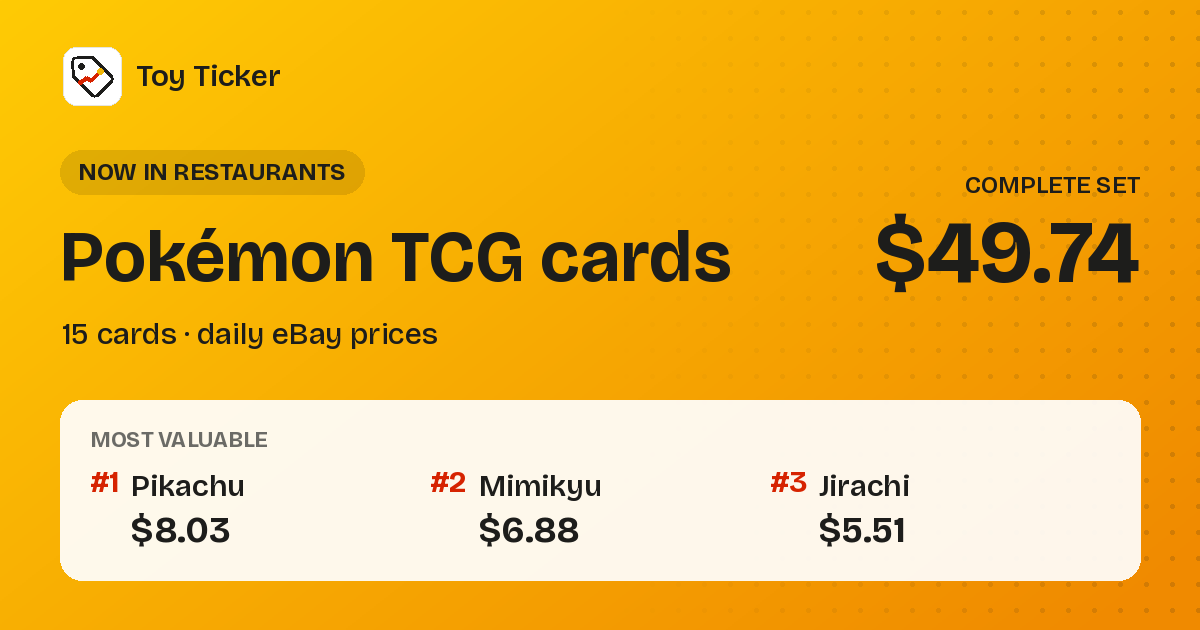 Toy Ticker
NOW IN RESTAURANTS
Pokémon TCG cards
15 cards · daily eBay prices
COMPLETE SET
$49.74
MOST VALUABLE
#1 Pikachu
$8.03
#2 Mimikyu
$6.88
#3 Jirachi
$5.51